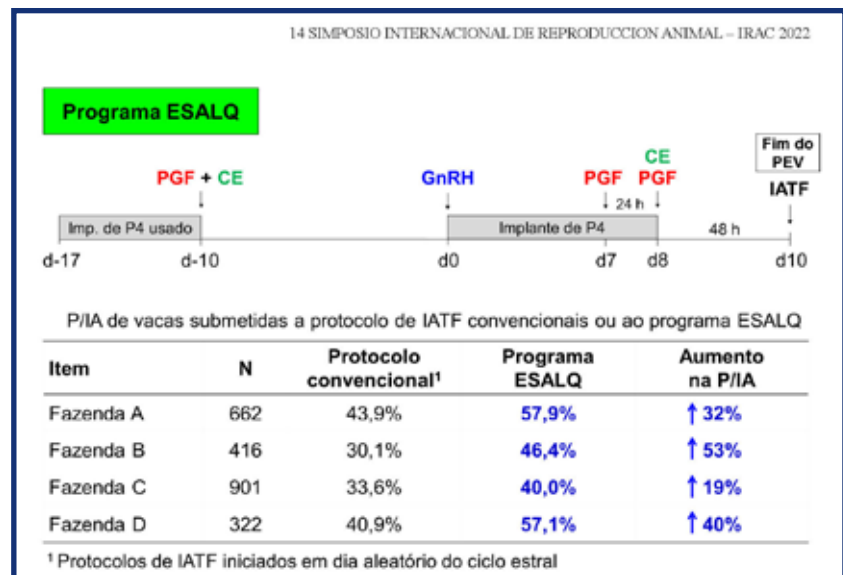 14 SIMPOSIO INTERNACIONAL DE REPRODUCCION ANIMAL – IRAC 2022
Programa ESALQ
Fim do
PEV
CE
PGF + CE GnRH PGF PGF IATF
24 h
Imp. de P4 usado Implante de P4 48 h
d-17 d-10 d0 d7 d8 d10
P/IA de vacas submetidas a protocolo de IATF convencionais ou ao programa ESALQ
Item N Protocolo convencional¹ Programa ESALQ Aumento na P/IA
Fazenda A 662 43,9% 57,9% ↑ 32%
Fazenda B 416 30,1% 46,4% ↑ 53%
Fazenda C 901 33,6% 40,0% ↑ 19%
Fazenda D 322 40,9% 57,1% ↑ 40%
¹ Protocolos de IATF iniciados em dia aleatório do ciclo estral